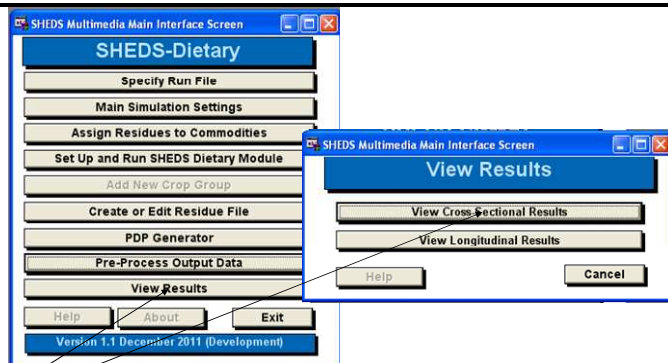 SHEDS Multimedia Main Interface Screen
SHEDS-Dietary
Specify Run File
Main Simulation Settings
Assign Residues to Commodities
Set Up and Run SHEDS Dietary Module
Add New Crop Group
Create or Edit Residue File
PDP Generator
Pre-Process Output Data
View Results
Help
About
Exit
Version 1.1 December 2011 (Development)
SHEDS Multimedia Main Interface Screen
View Results
View Cross Sectional Results
View Longitudinal Results
Help
Cancel